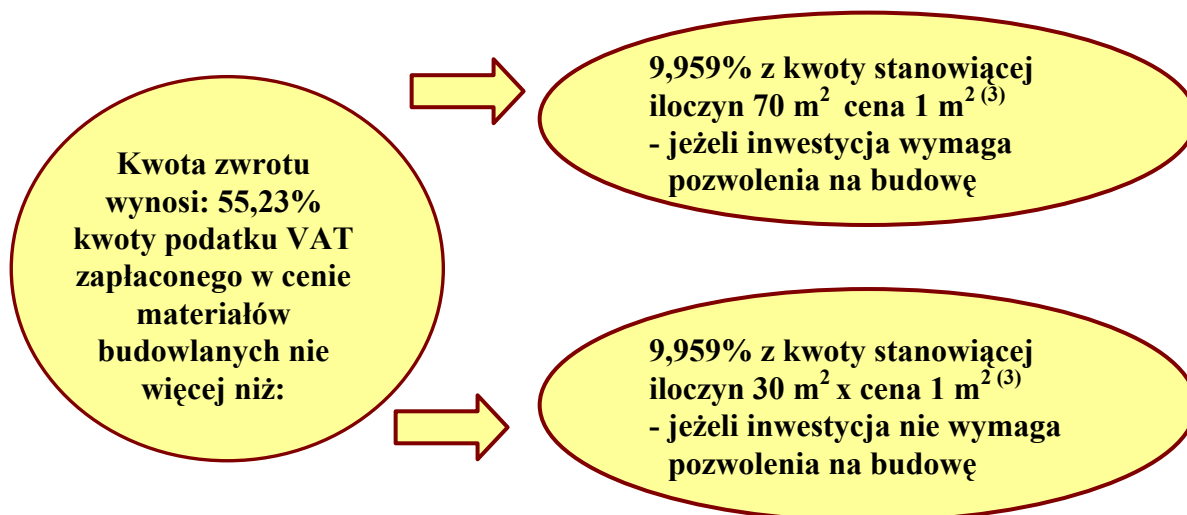 Kwota zwrotu
wynosi: 55,23%
kwoty podatku VAT
zapłaconego w cenie
materiałów
budowlanych nie
więcej niż:
9,959% z kwoty stanowiącej
iloczyn 70 m² cena 1 m² ⁽³⁾
- jeżeli inwestycja wymaga
pozwolenia na budowę
9,959% z kwoty stanowiącej
iloczyn 30 m² x cena 1 m² ⁽³⁾
- jeżeli inwestycja nie wymaga
pozwolenia na budowę